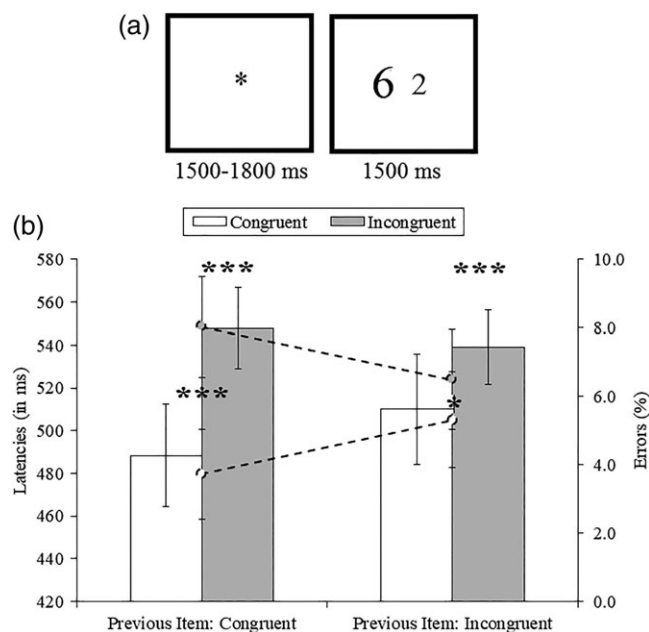 (a)
*
6 2
1500-1800 ms
1500 ms
Congruent
Incongruent
(b)
580
560
540
520
500
480
460
440
420
Latencies (in ms)
***
***
***
*
10.0
8.0
6.0
4.0
2.0
0.0
Errors (%)
Previous Item: Congruent
Previous Item: Incongruent